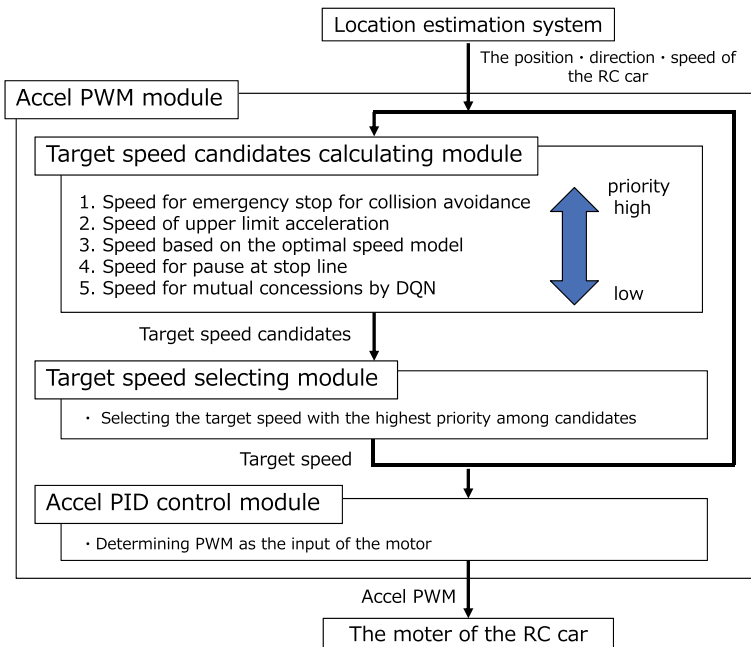 Location estimation system
The position・direction・speed of
the RC car
Accel PWM module
Target speed candidates calculating module
1. Speed for emergency stop for collision avoidance
2. Speed of upper limit acceleration
3. Speed based on the optimal speed model
4. Speed for pause at stop line
5. Speed for mutual concessions by DQN
priority
high
low
Target speed candidates
Target speed selecting module
・ Selecting the target speed with the highest priority among candidates
Target speed
Accel PID control module
・Determining PWM as the input of the motor
Accel PWM
The moter of the RC car